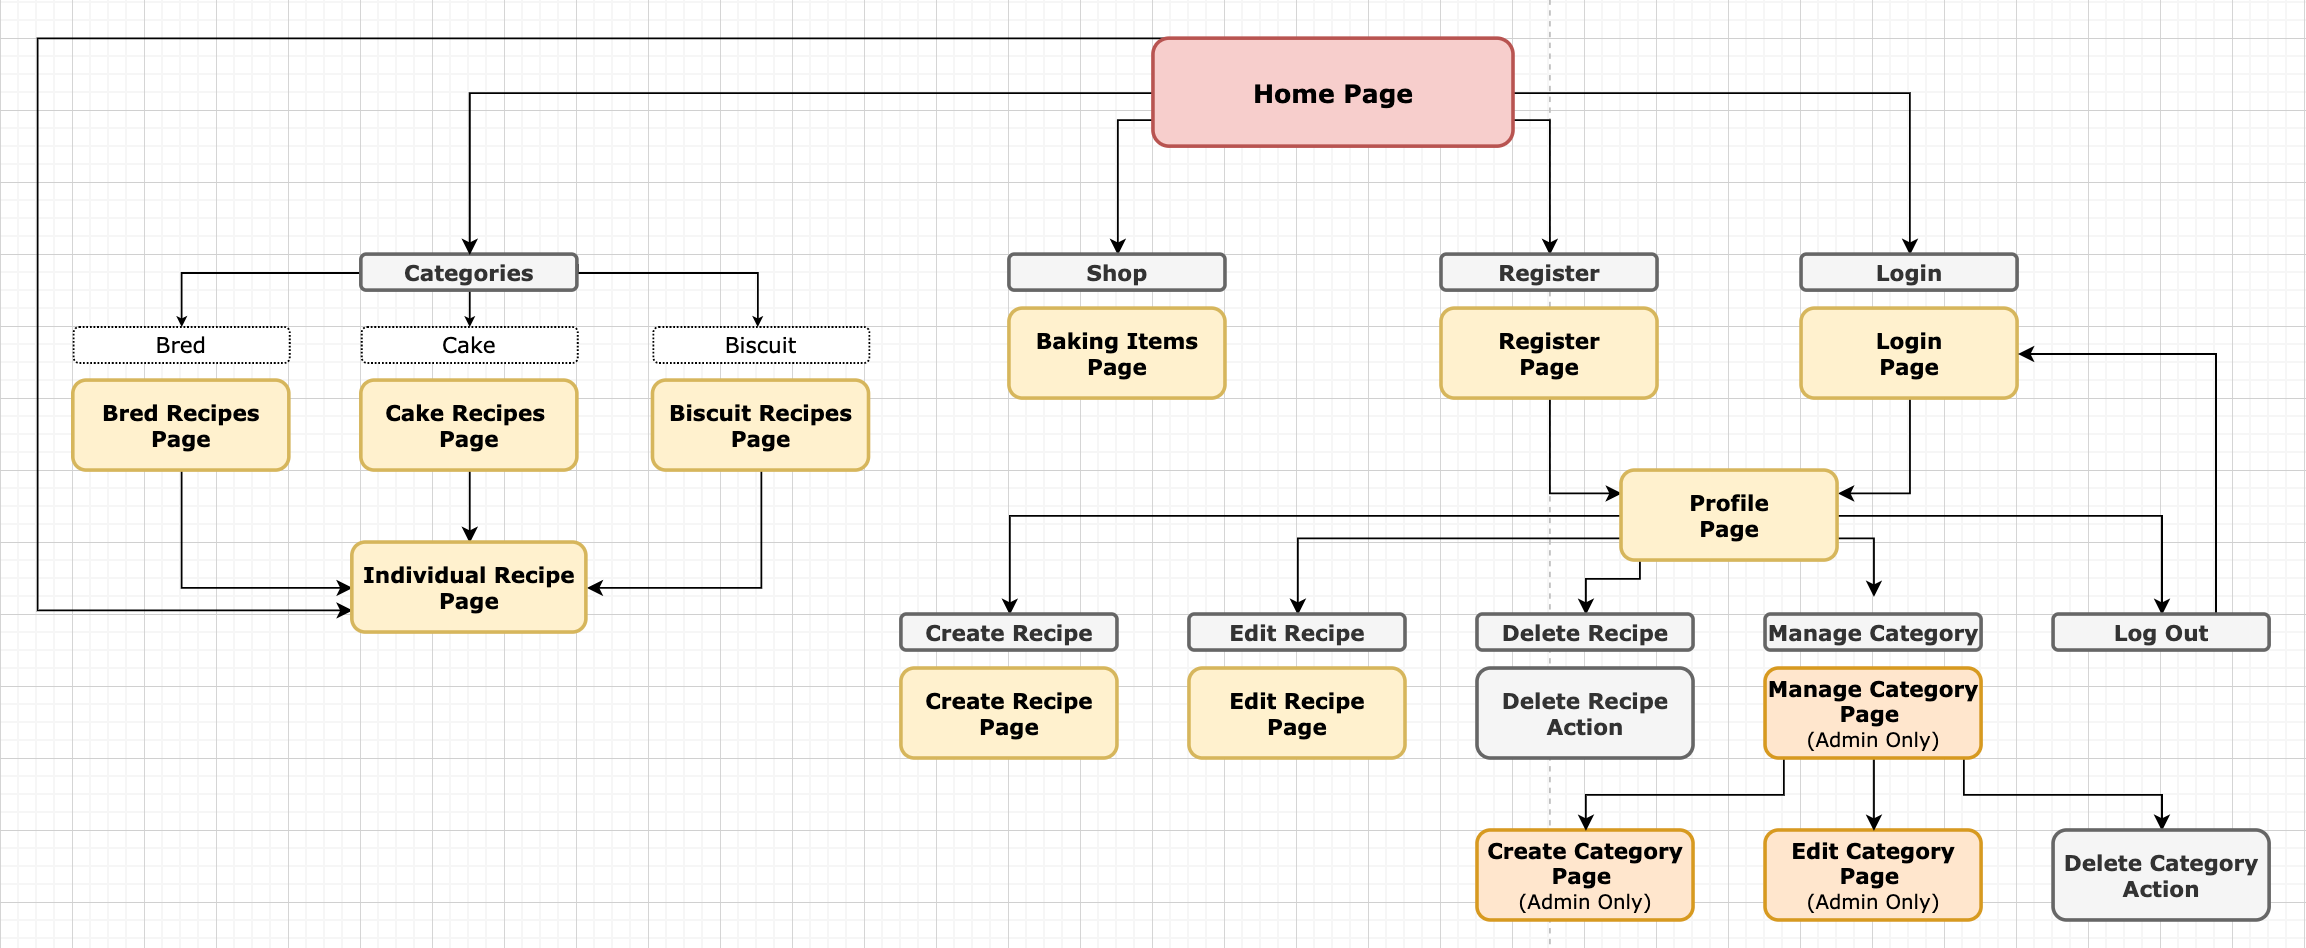 Home Page
Categories
Shop
Register
Login
Bred
Cake
Biscuit
Baking Items
Page
Register
Page
Login
Page
Bred Recipes
Page
Cake Recipes
Page
Biscuit Recipes
Page
Profile
Page
Individual Recipe
Page
Create Recipe
Edit Recipe
Delete Recipe
Manage Category
Log Out
Create Recipe
Page
Edit Recipe
Page
Delete Recipe
Action
Manage Category
Page
(Admin Only)
Create Category
Page
(Admin Only)
Edit Category
Page
(Admin Only)
Delete Category
Action